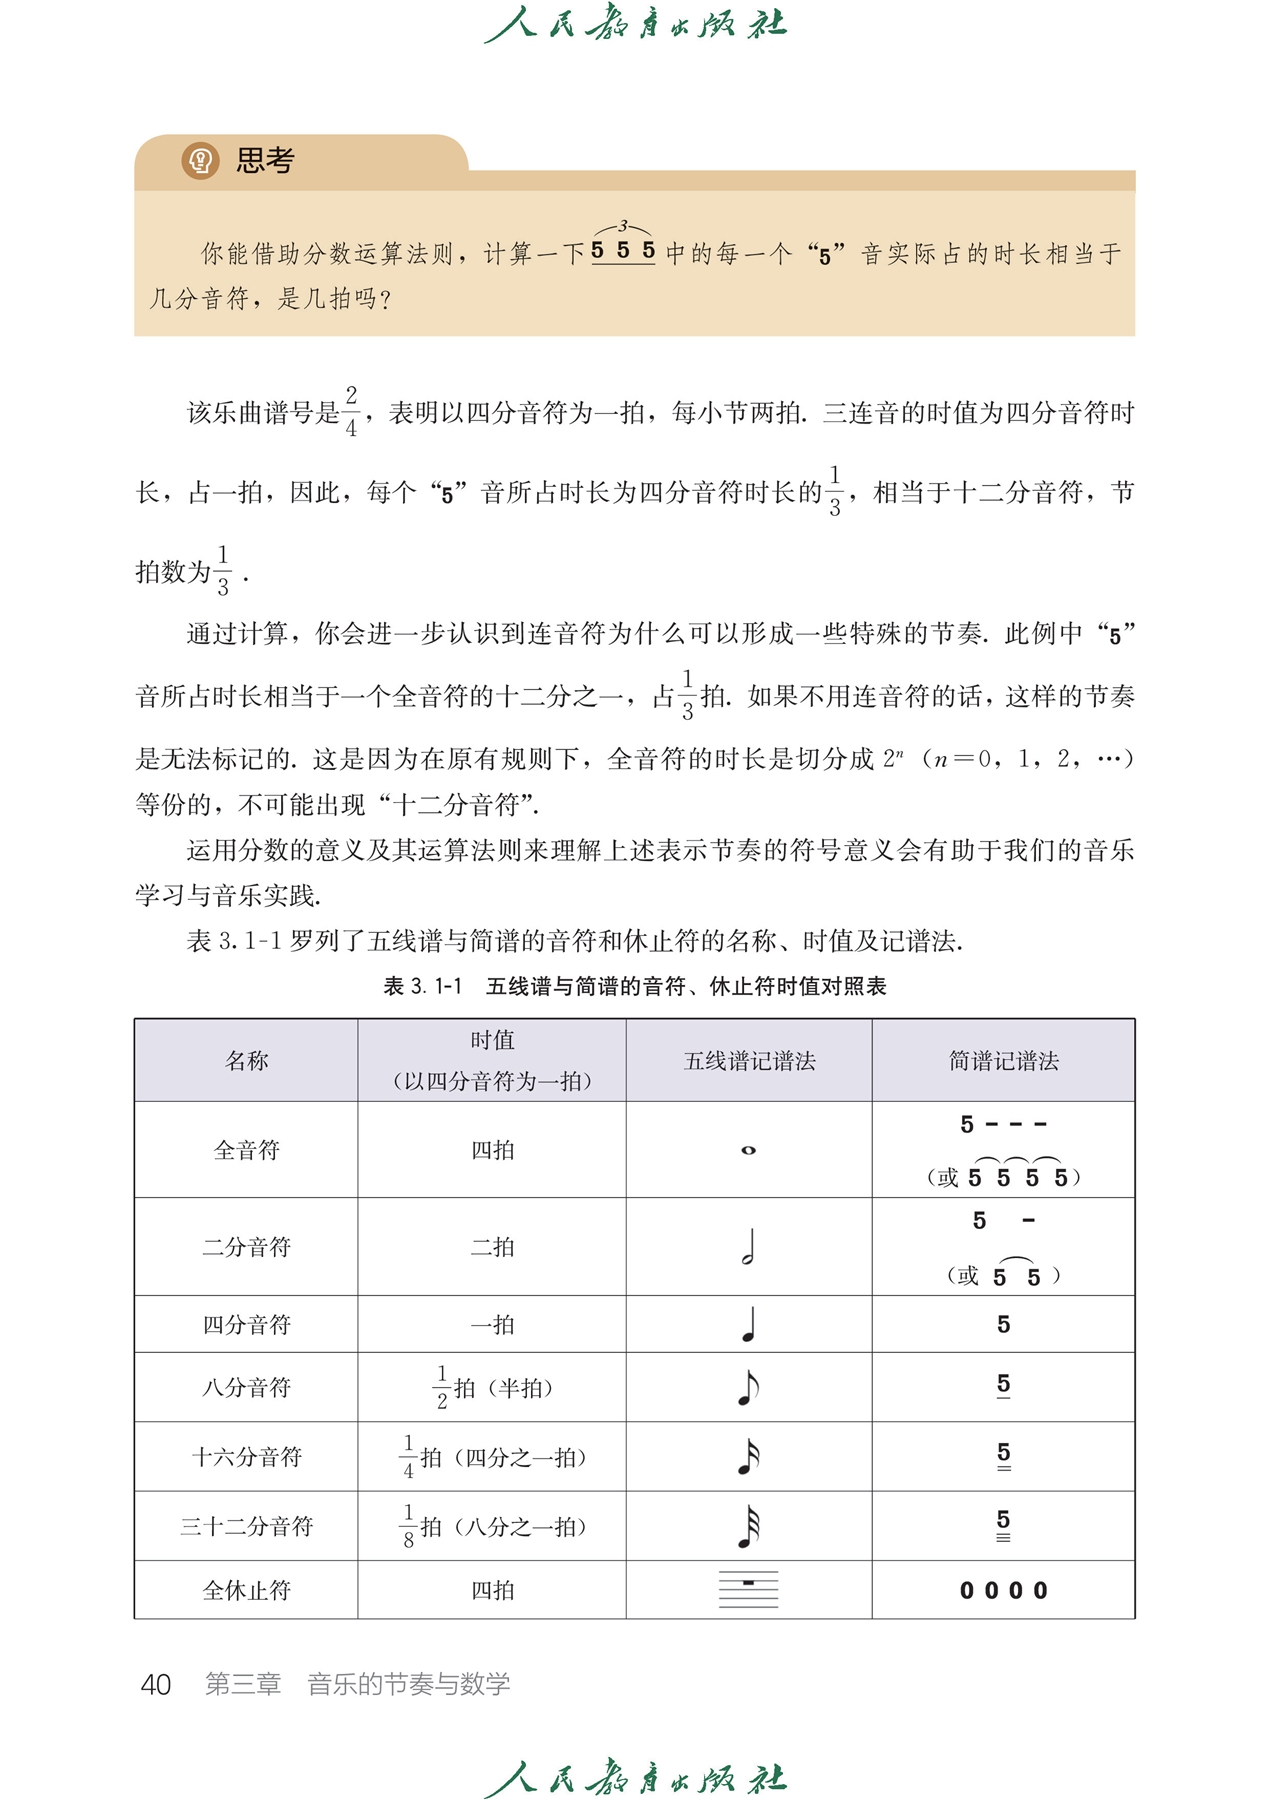 人民教育出版社
思考
你能借助分数运算法则，计算一下 5 5 5 中的每一个“5”音实际占的时长相当于
3
几分音符，是几拍吗？
该乐曲谱号是2/4，表明以四分音符为一拍，每小节两拍．三连音的时值为四分音符时
长，占一拍，因此，每个“5”音所占时长为四分音符时长的1/3，相当于十二分音符，节
拍数为1/3．
通过计算，你会进一步认识到连音符为什么可以形成一些特殊的节奏．此例中“5”
音所占时长相当于一个全音符的十二分之一，占1/3拍．如果不用连音符的话，这样的节奏
是无法标记的．这是因为在原有规则下，全音符的时长是切分成 2ⁿ（n＝0，1，2，…）
等份的，不可能出现“十二分音符”．
运用分数的意义及其运算法则来理解上述表示节奏的符号意义会有助于我们的音乐
学习与音乐实践．
表 3.1-1 罗列了五线谱与简谱的音符和休止符的名称、时值及记谱法．
表 3.1-1 五线谱与简谱的音符、休止符时值对照表
名称 时值（以四分音符为一拍） 五线谱记谱法 简谱记谱法
全音符 四拍 5 - - -
（或 5 5 5 5）
二分音符 二拍 5 -
（或 5 5 ）
四分音符 一拍 5
八分音符 1/2拍（半拍） 5
十六分音符 1/4拍（四分之一拍） 5
三十二分音符 1/8拍（八分之一拍） 5
全休止符 四拍 0 0 0 0
40 第三章 音乐的节奏与数学
人民教育出版社